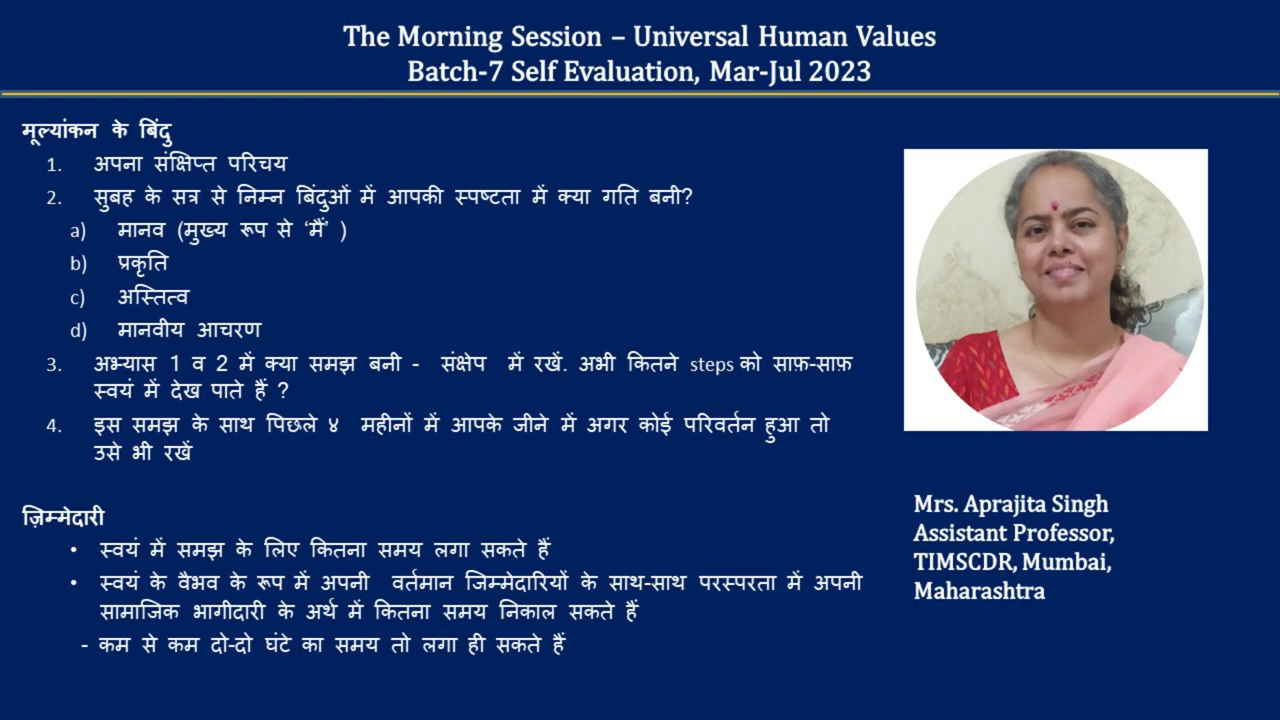 The Morning Session – Universal Human Values
Batch-7 Self Evaluation, Mar-Jul 2023
मूल्यांकन के बिंदु
1. अपना संक्षिप्त परिचय
2. सुबह के सत्र से निम्न बिंदुओं में आपकी स्पष्टता में क्या गति बनी?
a) मानव (मुख्य रूप से ‘मैं’ )
b) प्रकृति
c) अस्तित्व
d) मानवीय आचरण
3. अभ्यास 1 व 2 में क्या समझ बनी - संक्षेप में रखें. अभी कितने steps को साफ़-साफ़
स्वयं में देख पाते हैं ?
4. इस समझ के साथ पिछले ४ महीनों में आपके जीने में अगर कोई परिवर्तन हुआ तो
उसे भी रखें
ज़िम्मेदारी
• स्वयं में समझ के लिए कितना समय लगा सकते हैं
• स्वयं के वैभव के रूप में अपनी वर्तमान जिम्मेदारियों के साथ-साथ परस्परता में अपनी
सामाजिक भागीदारी के अर्थ में कितना समय निकाल सकते हैं
- कम से कम दो-दो घंटे का समय तो लगा ही सकते हैं
Mrs. Aprajita Singh
Assistant Professor,
TIMSCDR, Mumbai,
Maharashtra